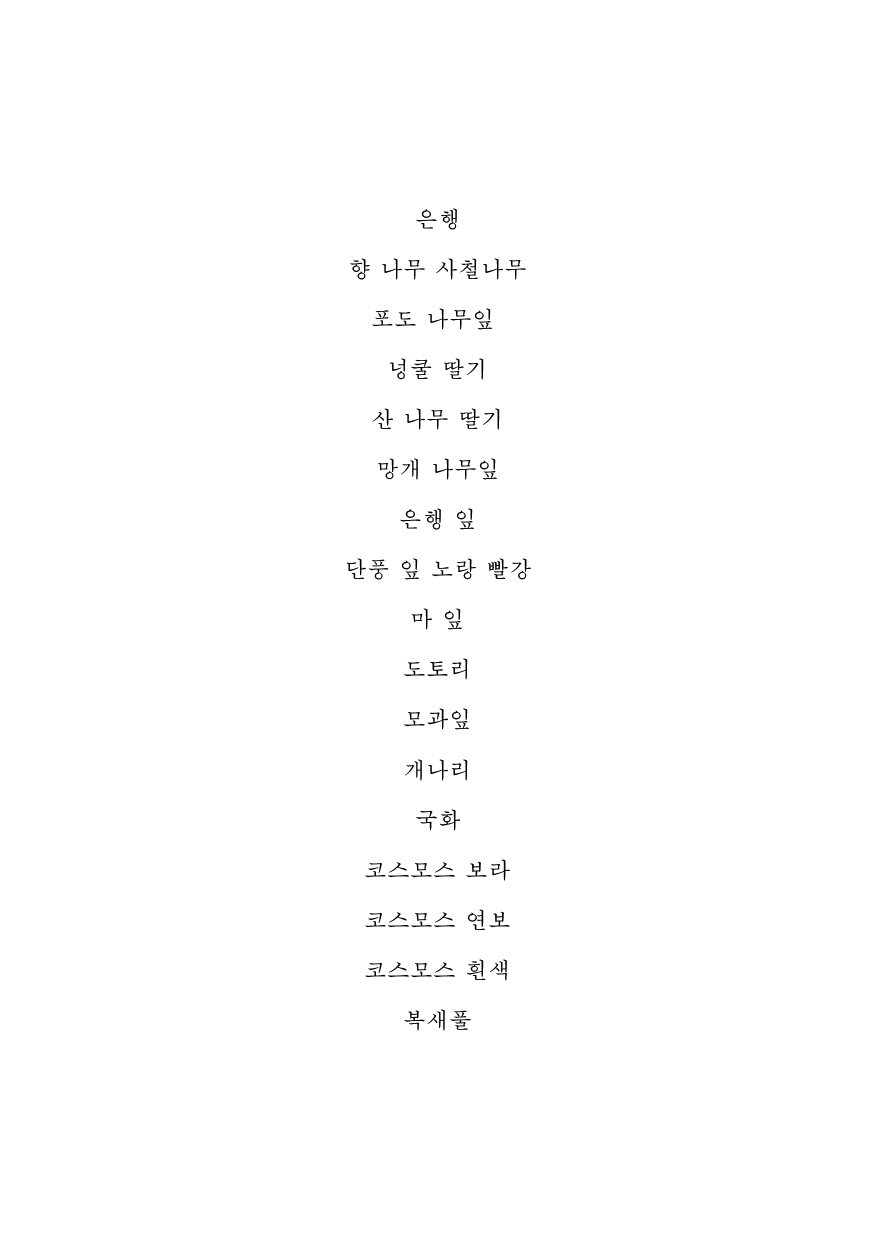 은행
향 나무 사철나무
포도 나무잎
넝쿨 딸기
산 나무 딸기
망개 나무잎
은행 잎
단풍 잎 노랑 빨강
마 잎
도토리
모과잎
개나리
국화
코스모스 보라
코스모스 연보
코스모스 흰색
복새풀